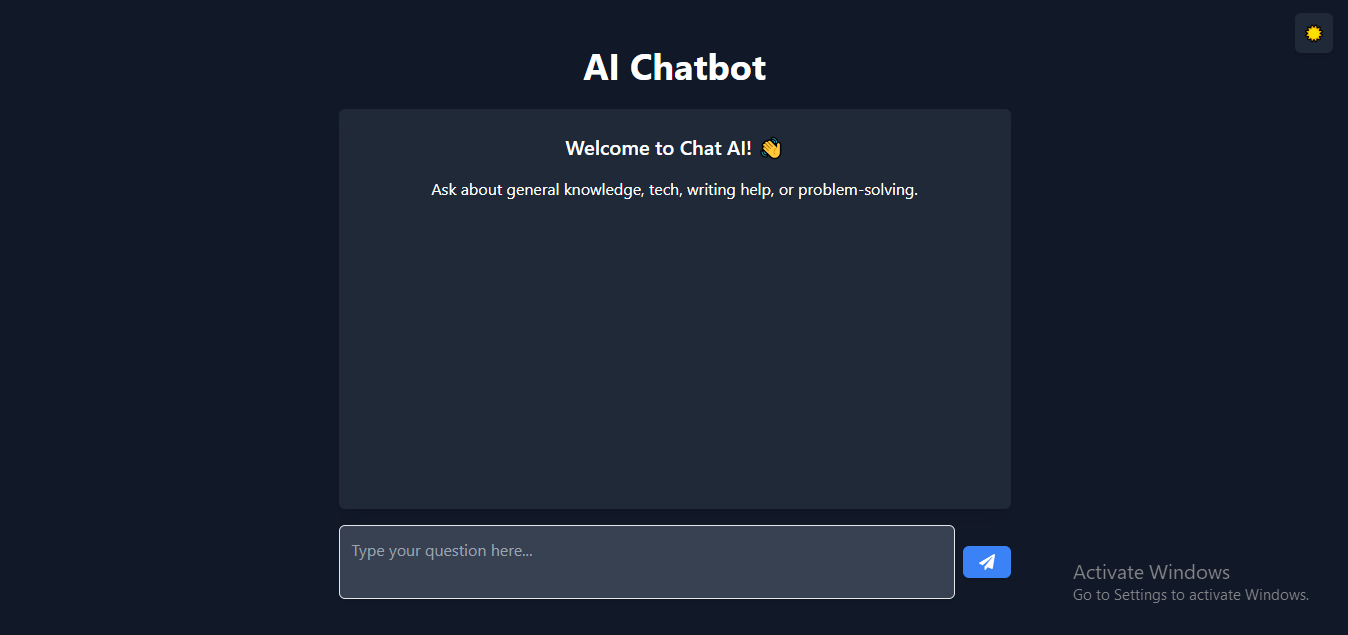 AI Chatbot
Welcome to Chat AI! 👋
Ask about general knowledge, tech, writing help, or problem-solving.
Type your question here...
Activate Windows
Go to Settings to activate Windows.